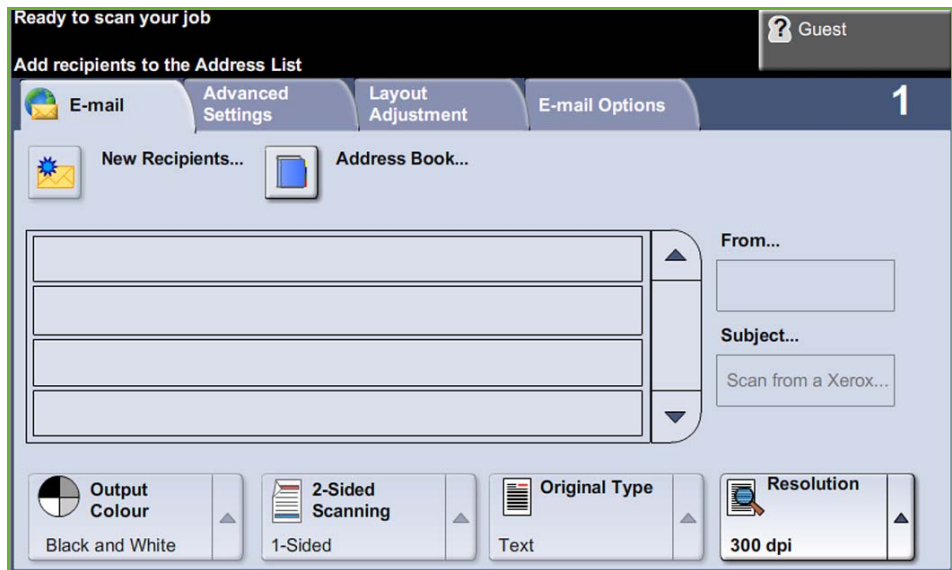 Ready to scan your job
Guest
Add recipients to the Address List
E-mail
Advanced
Settings
Layout
Adjustment
E-mail Options
1
New Recipients...
Address Book...
From...
Subject...
Scan from a Xerox...
Output
Colour
Black and White
2-Sided
Scanning
1-Sided
Original Type
Text
Resolution
300 dpi